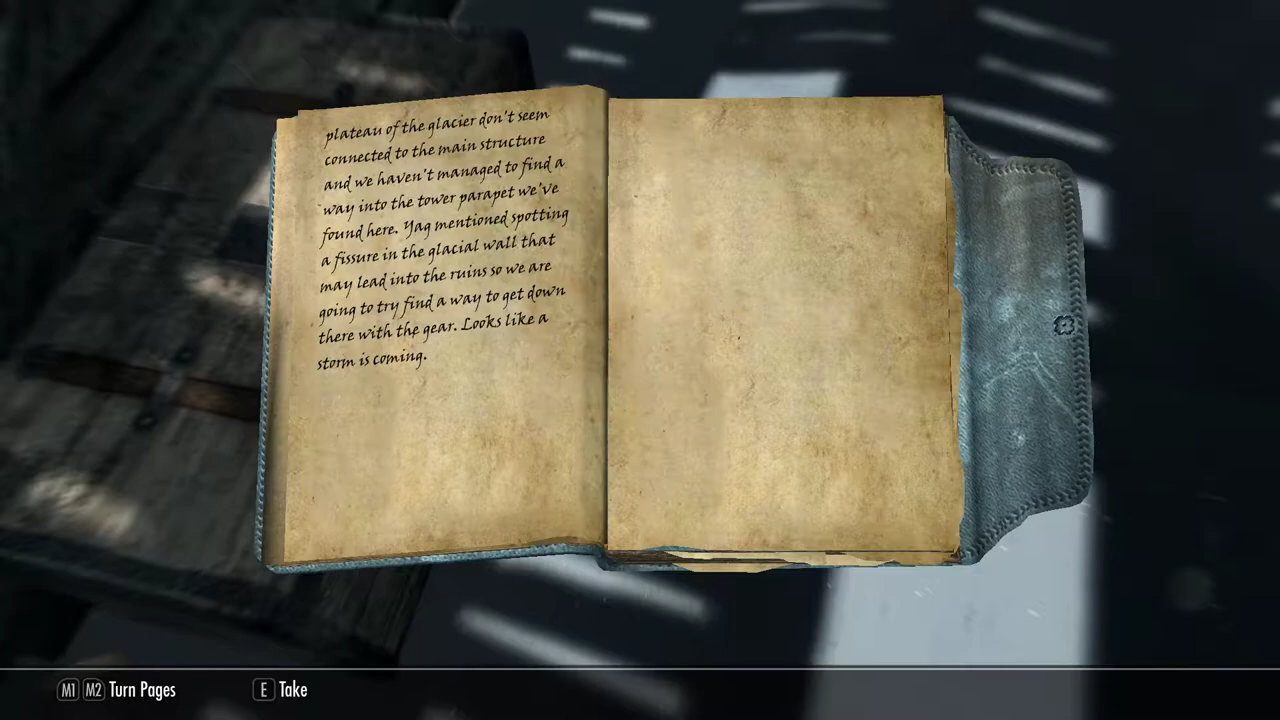 plateau of the glacier don't seem
connected to the main structure
and we haven't managed to find a
way into the tower parapet we've
found here. Yag mentioned spotting
a fissure in the glacial wall that
may lead into the ruins so we are
going to try find a way to get down
there with the gear. Looks like a
storm is coming.
M1 M2 Turn Pages
E Take